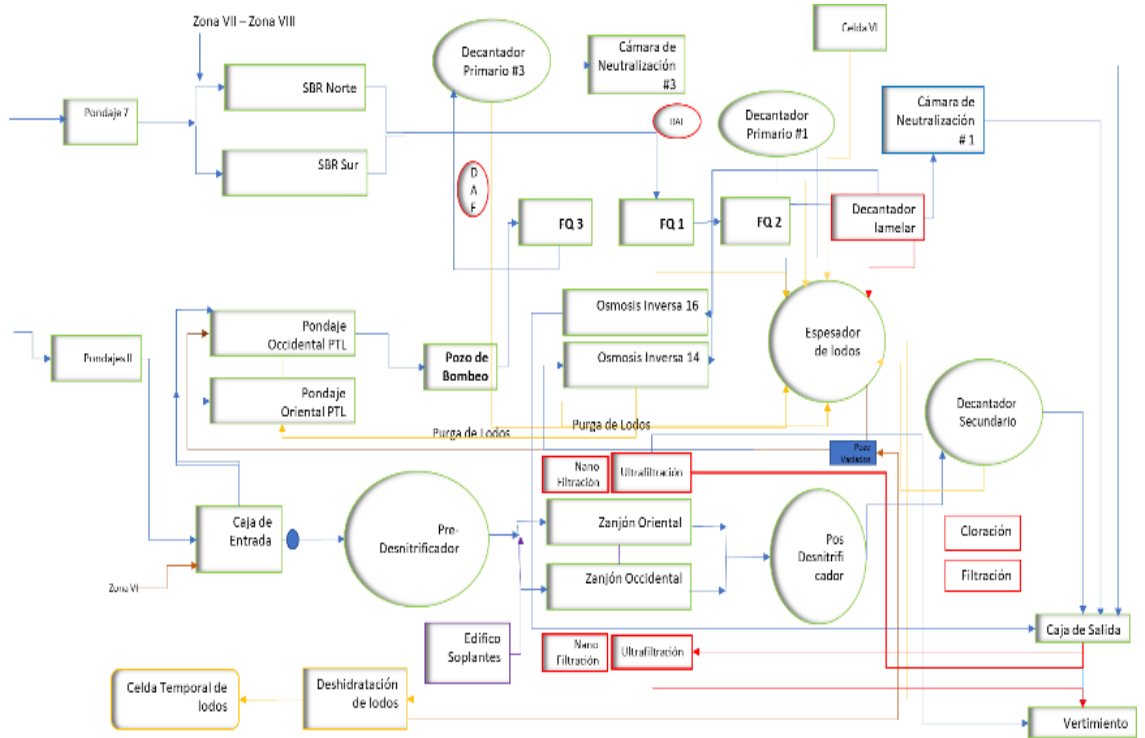 Zona VII – Zona VIII
Pondaje 7
SBR Norte
SBR Sur
Decantador
Primario #3
Cámara de
Neutralización
#3
Celda VI
Decantador
Primario #1
Cámara de
Neutralización
# 1
D
A
F
FQ 3
FQ 1
FQ 2
Decantador
lamelar
Pondajes II
Pondaje
Occidental PTL
Pondaje
Oriental PTL
Pozo de
Bombeo
Osmosis Inversa 16
Osmosis Inversa 14
Espesador
de lodos
Decantador
Secundario
Purga de Lodos
Purga de Lodos
Pozo
Vaciados
Nano
Filtración
Ultrafiltración
Caja de
Entrada
Pre-
Desnitrificador
Zanjón Oriental
Zanjón Occidental
Pos
Desnitrifi
cador
Cloración
Filtración
Zona VI
Edifico
Soplantes
Nano
Filtración
Ultrafiltración
Caja de Salida
Celda Temporal de
lodos
Deshidratación
de lodos
Vertimiento